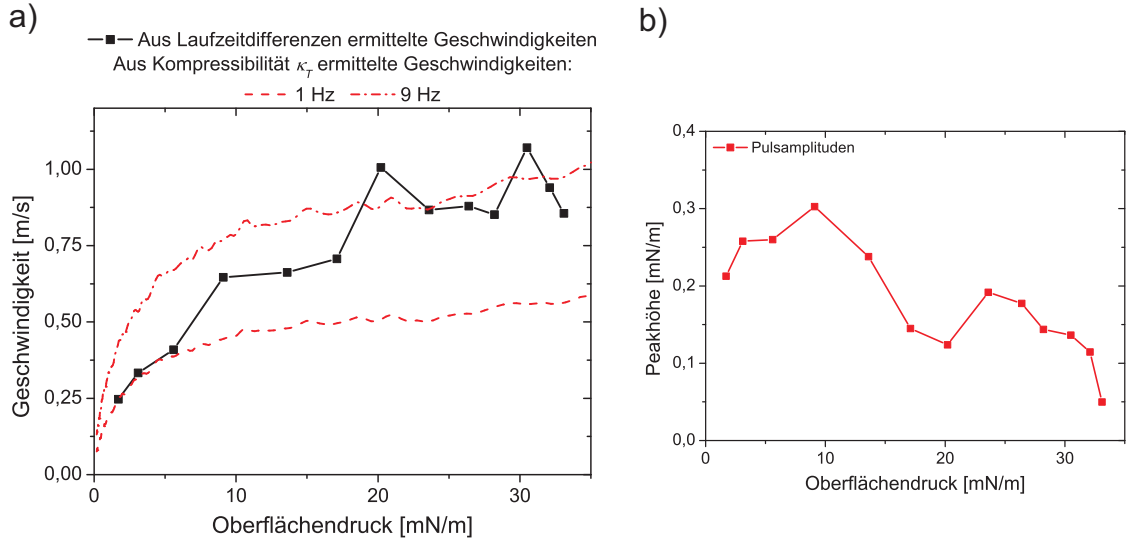 a)
Aus Laufzeitdifferenzen ermittelte Geschwindigkeiten
Aus Kompressibilität κT ermittelte Geschwindigkeiten:
1 Hz 9 Hz
1,00
0,75
0,50
0,25
0,00
Geschwindigkeit [m/s]
0 10 20 30
Oberflächendruck [mN/m]
b)
0,4
0,3
0,2
0,1
0,0
Peakhöhe [mN/m]
Pulsamplituden
0 10 20 30
Oberflächendruck [mN/m]